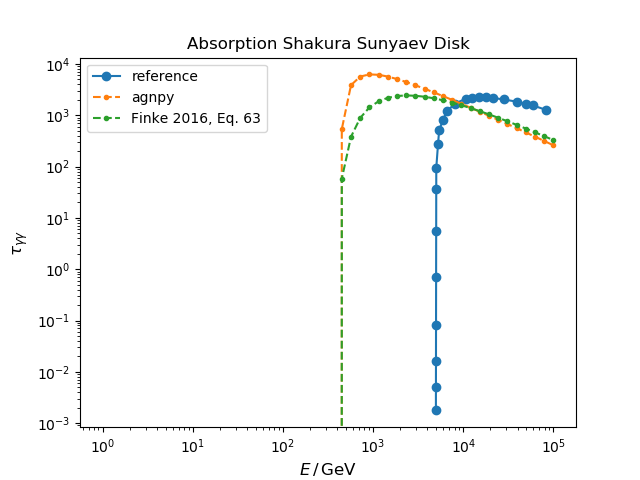 Absorption Shakura Sunyaev Disk
reference
agnpy
Finke 2016, Eq. 63
10⁴
10³
10²
10¹
10⁰
10⁻¹
10⁻²
10⁻³
τγγ
10⁰ 10¹ 10² 10³ 10⁴ 10⁵
E / GeV